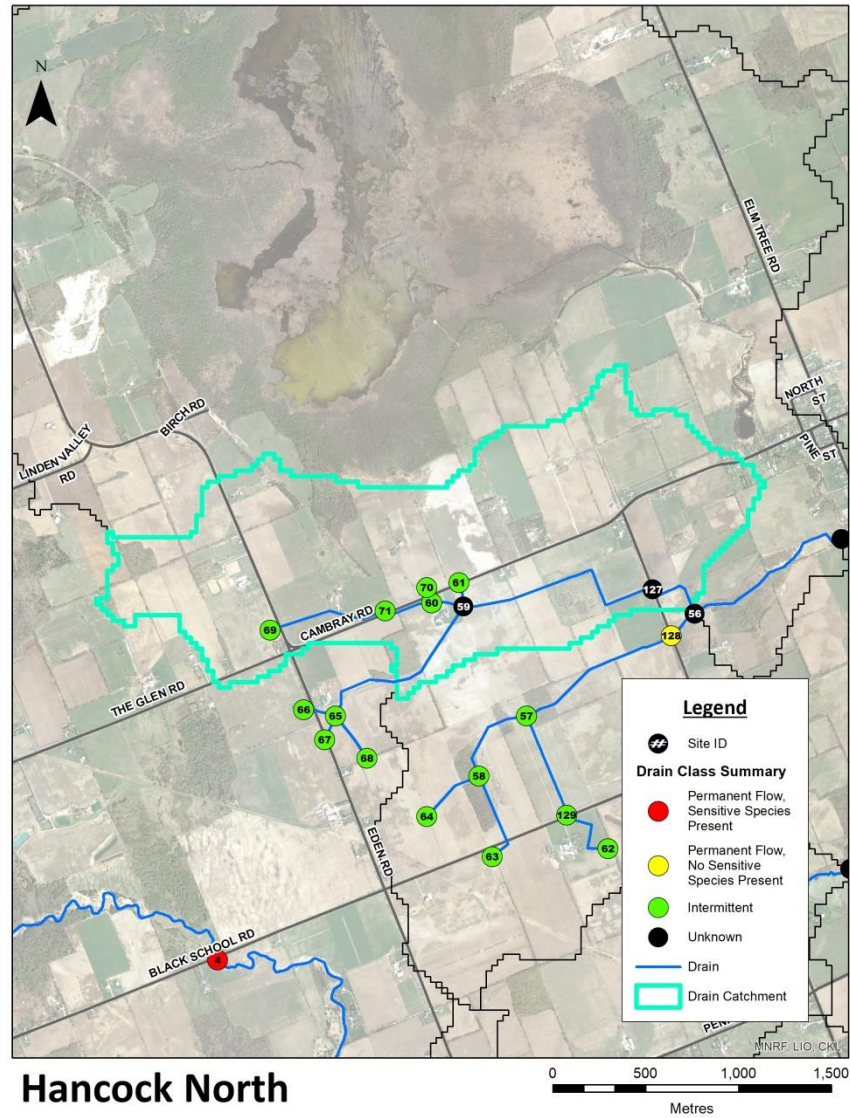 N
ELM TREE RD
NORTH
ST
PINE
ST
BIRCH RD
LINDEN VALLEY
RD
70
61
60
59
71
69
127
56
128
CAMBRAY RD
THE GLEN RD
66
65
67
68
57
58
64
129
63
62
EDEN RD
BLACK SCHOOL RD
4
Legend
## Site ID
Drain Class Summary
Permanent Flow,
Sensitive Species
Present
Permanent Flow,
No Sensitive
Species Present
Intermittent
Unknown
Drain
Drain Catchment
MNRF, LIO, CKL
Hancock North
0 500 1,000 1,500
Metres